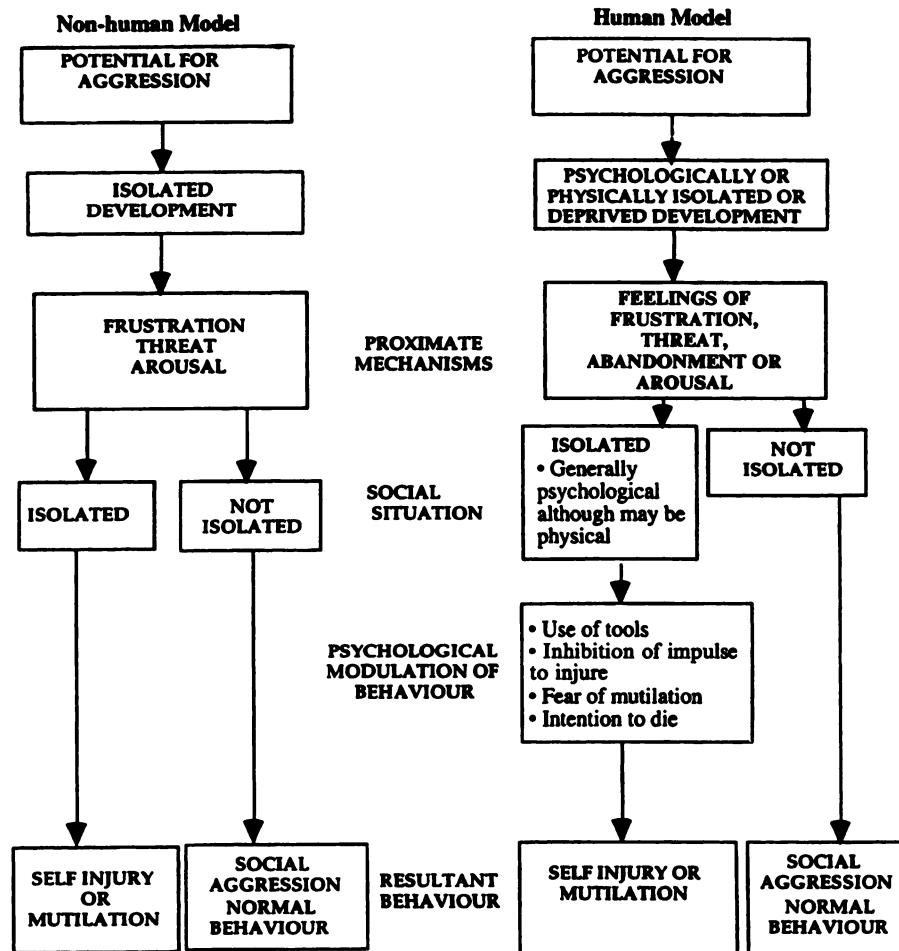 Non-human Model
POTENTIAL FOR
AGGRESSION
ISOLATED
DEVELOPMENT
FRUSTRATION
THREAT
AROUSAL
ISOLATED
NOT
ISOLATED
SELF INJURY
OR
MUTILATION
SOCIAL
AGGRESSION
NORMAL
BEHAVIOUR
PROXIMATE
MECHANISMS
SOCIAL
SITUATION
PSYCHOLOGICAL
MODULATION OF
BEHAVIOUR
RESULTANT
BEHAVIOUR
Human Model
POTENTIAL FOR
AGGRESSION
PSYCHOLOGICALLY OR
PHYSICALLY ISOLATED OR
DEPRIVED DEVELOPMENT
FEELINGS OF
FRUSTRATION,
THREAT,
ABANDONMENT OR
AROUSAL
ISOLATED
• Generally
psychological
although may be
physical
NOT
ISOLATED
• Use of tools
• Inhibition of impulse
to injure
• Fear of mutilation
• Intention to die
SELF INJURY OR
MUTILATION
SOCIAL
AGGRESSION
NORMAL
BEHAVIOUR